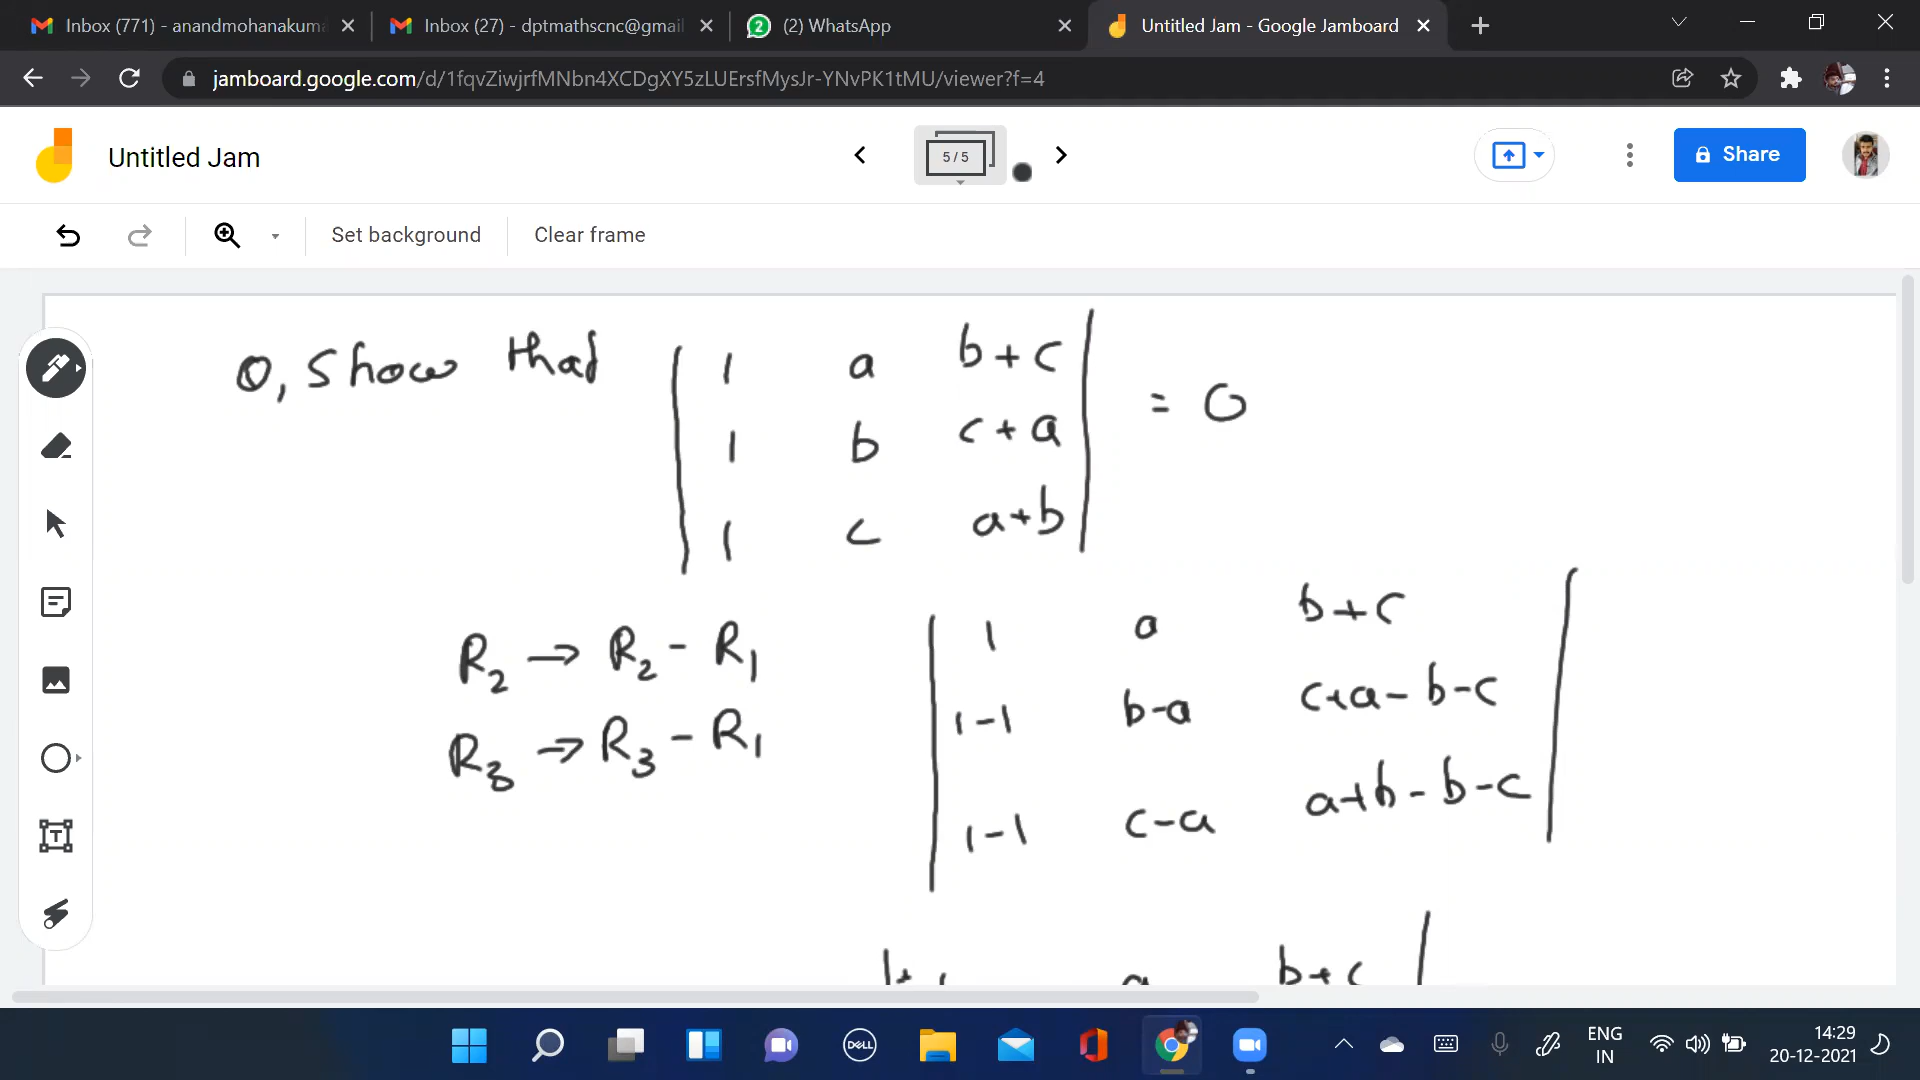 Inbox (771) - anandmohanakuma
Inbox (27) - dptmathscnc@gmail
2
(2) WhatsApp
Untitled Jam - Google Jamboard
jamboard.google.com/d/1fqvZiwjrfMNbn4XCDgXY5zLUErsfMysJr-YNvPK1tMU/viewer?f=4
Untitled Jam
5 / 5
Share
Set background
Clear frame
Q, Show that | 1 a b+c |
| 1 b c+a | = 0
| 1 c a+b |
| 1 a b+c |
R2 → R2 - R1 | 1-1 b-a c+a-b-c |
R3 → R3 - R1 | 1-1 c-a a+b-b-c |
a b+c |
DELL
ENG
IN
14:29
20-12-2021